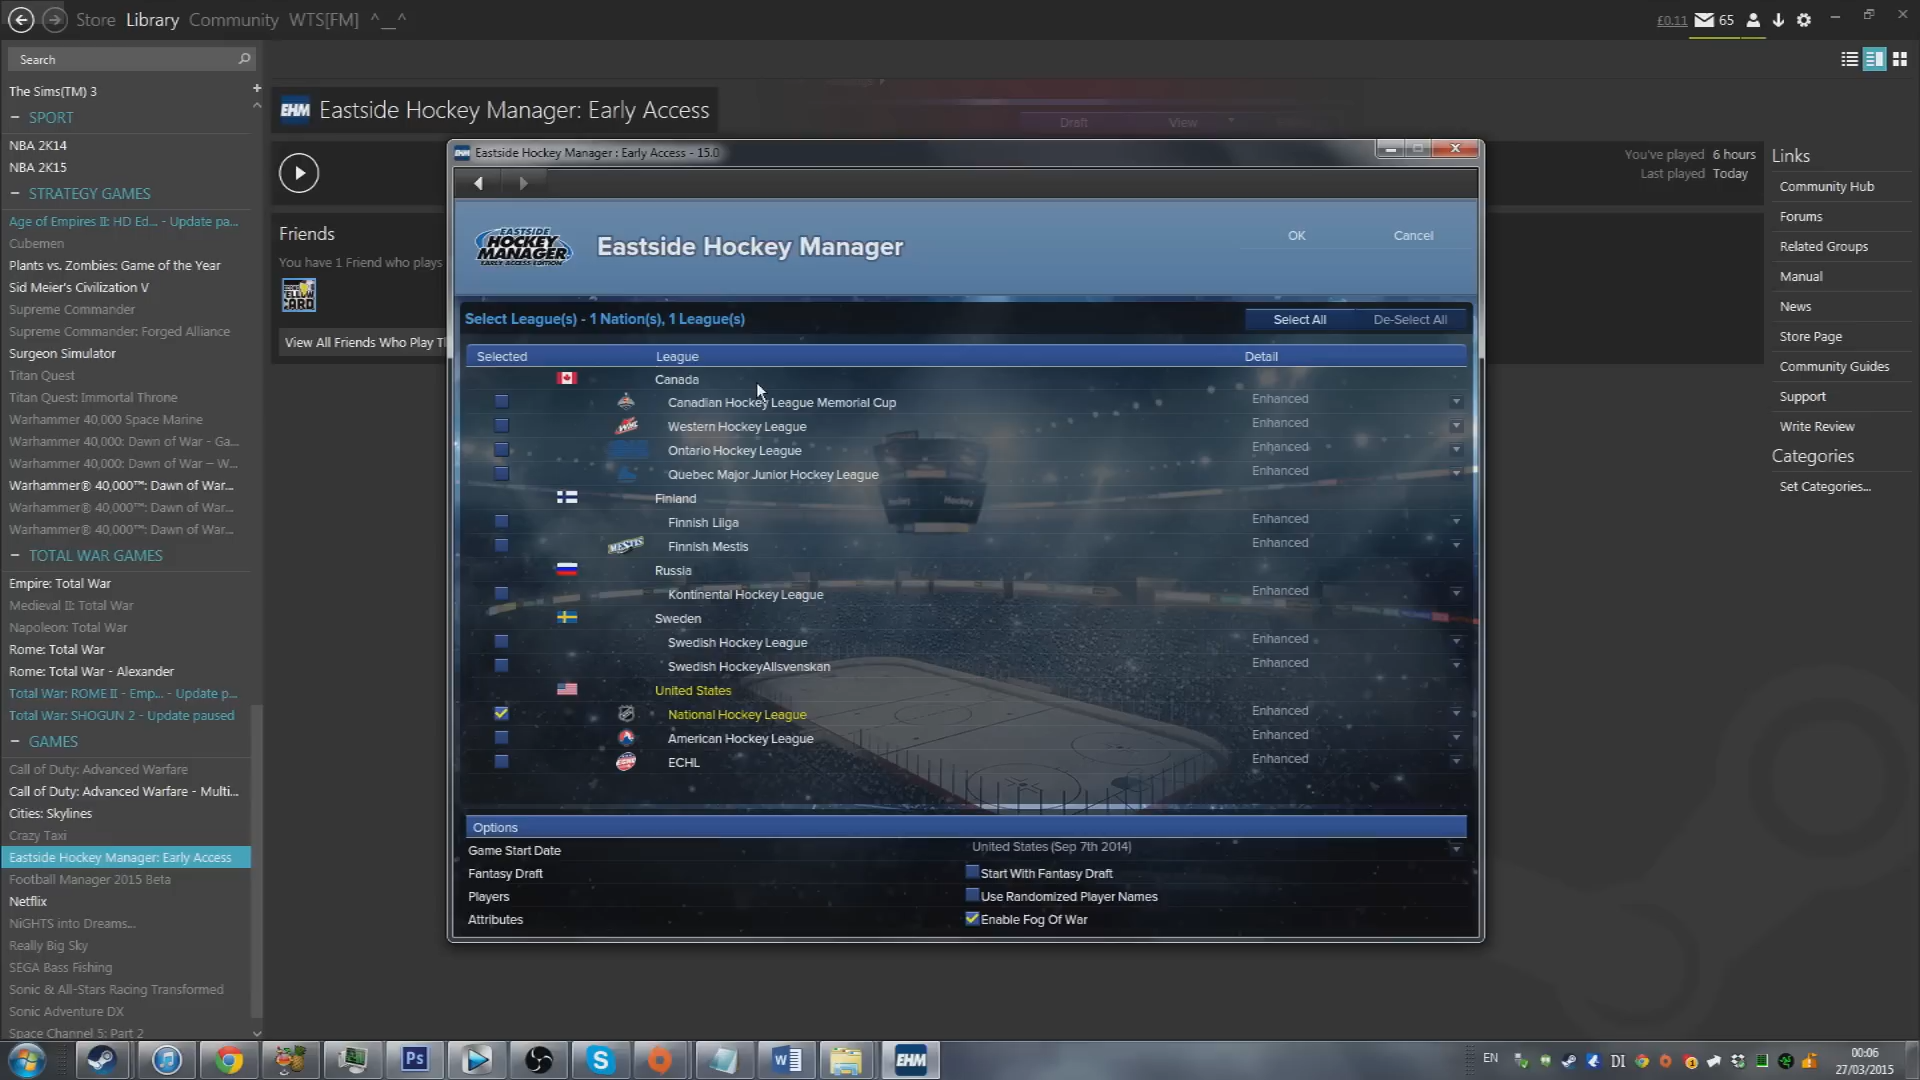 Store Library Community WTS[FM] ^__^
£0.11 65
Search
The Sims(TM) 3
SPORT
NBA 2K14
NBA 2K15
STRATEGY GAMES
Age of Empires II: HD Ed... - Update pa...
Cubemen
Plants vs. Zombies: Game of the Year
Sid Meier's Civilization V
Supreme Commander
Supreme Commander: Forged Alliance
Surgeon Simulator
Titan Quest
Titan Quest: Immortal Throne
Warhammer 40,000 Space Marine
Warhammer 40,000: Dawn of War - Ga...
Warhammer 40,000: Dawn of War – W...
Warhammer® 40,000™: Dawn of War...
Warhammer® 40,000™: Dawn of War...
Warhammer® 40,000™: Dawn of War...
TOTAL WAR GAMES
Empire: Total War
Medieval II: Total War
Napoleon: Total War
Rome: Total War
Rome: Total War - Alexander
Total War: ROME II - Emp... - Update p...
Total War: SHOGUN 2 - Update paused
GAMES
Call of Duty: Advanced Warfare
Call of Duty: Advanced Warfare - Multi...
Cities: Skylines
Crazy Taxi
Eastside Hockey Manager: Early Access
Football Manager 2015 Beta
Netflix
NiGHTS into Dreams...
Really Big Sky
SEGA Bass Fishing
Sonic & All-Stars Racing Transformed
Sonic Adventure DX
Space Channel 5: Part 2
EHM Eastside Hockey Manager: Early Access
Draft View
Friends
You have 1 Friend who plays
View All Friends Who Play
You've played 6 hours
Last played Today
Links
Community Hub
Forums
Related Groups
Manual
News
Store Page
Community Guides
Support
Write Review
Categories
Set Categories...
EHM Eastside Hockey Manager : Early Access - 15.0
EASTSIDE HOCKEY MANAGER EARLY ACCESS EDITION
Eastside Hockey Manager
OK Cancel
Select League(s) - 1 Nation(s), 1 League(s)
Select All De-Select All
Selected League Detail
Canada
Canadian Hockey League Memorial Cup Enhanced
WHL Western Hockey League Enhanced
Ontario Hockey League Enhanced
Quebec Major Junior Hockey League Enhanced
Finland
Finnish Liiga Enhanced
MESTIS Finnish Mestis Enhanced
Russia
Kontinental Hockey League Enhanced
Sweden
Swedish Hockey League Enhanced
Swedish HockeyAllsvenskan Enhanced
United States
National Hockey League Enhanced
American Hockey League Enhanced
ECHL ECHL Enhanced
Options
Game Start Date United States (Sep 7th 2014)
Fantasy Draft Start With Fantasy Draft
Players Use Randomized Player Names
Attributes Enable Fog Of War
Ps S W EHM
EN DI
00:06
27/03/2015